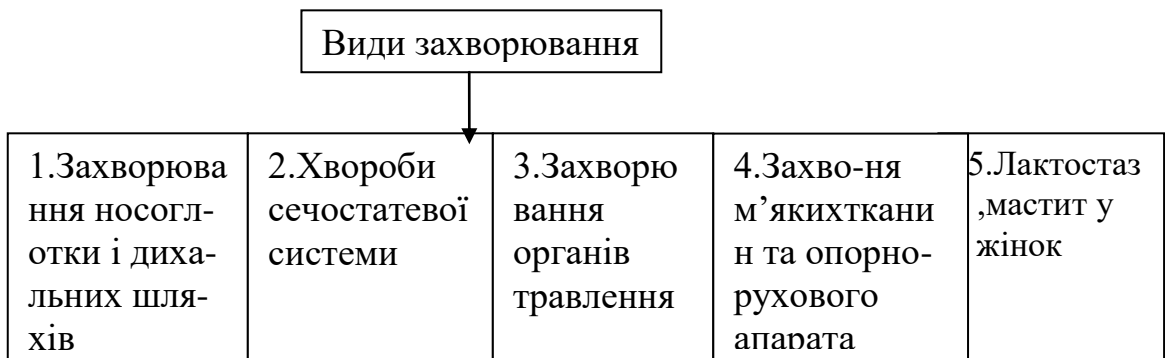 Види захворювання
1.Захворюва
ння носогл-
отки і диха-
льних шля-
хів
2.Хвороби
сечостатевої
системи
3.Захворю
вання
органів
травлення
4.Захво-ня
м’якихткани
н та опорно-
рухового
апарата
5.Лактостаз
,мастит у
жінок